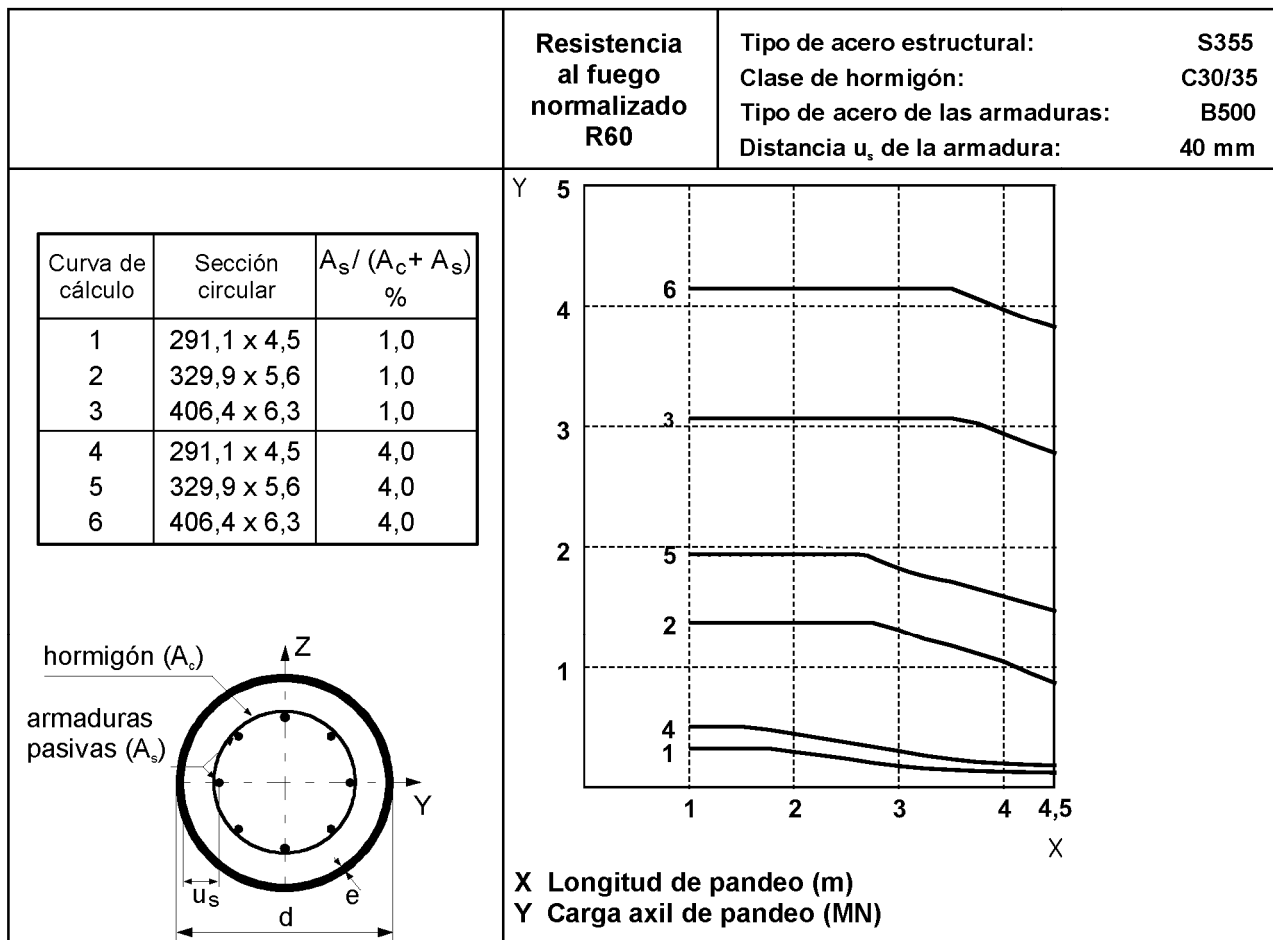 Resistencia
al fuego
normalizado
R60
Tipo de acero estructural: S355
Clase de hormigón: C30/35
Tipo de acero de las armaduras: B500
Distancia uₛ de la armadura: 40 mm
Curva de cálculo
Sección circular
Aₛ/ (A꜀+ Aₛ) %
1 291,1 x 4,5 1,0
2 329,9 x 5,6 1,0
3 406,4 x 6,3 1,0
4 291,1 x 4,5 4,0
5 329,9 x 5,6 4,0
6 406,4 x 6,3 4,0
hormigón (A꜀)
armaduras
pasivas (Aₛ)
Z
Y
uₛ
e
d
Y
5
4
3
2
1
6
3
5
2
4
1
1 2 3 4 4,5
X
X Longitud de pandeo (m)
Y Carga axil de pandeo (MN)